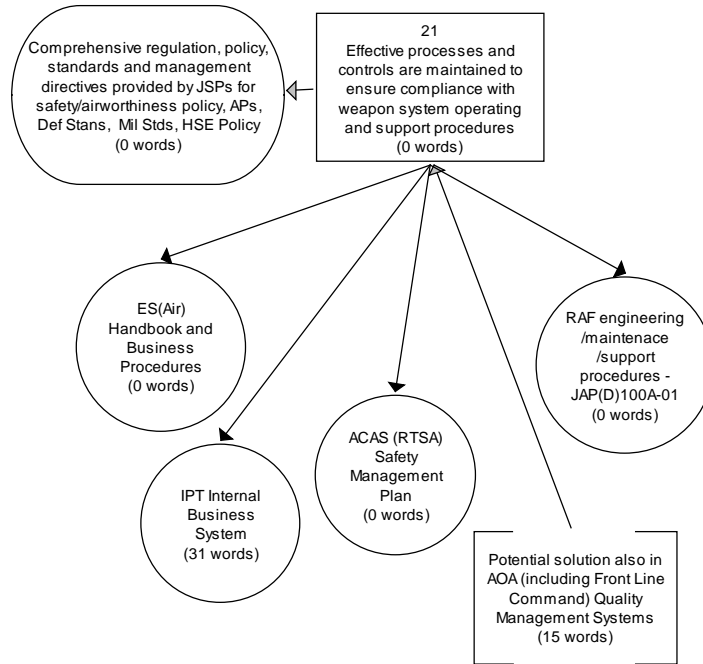 Comprehensive regulation, policy,
standards and management
directives provided by JSPs for
safety/airworthiness policy, APs,
Def Stans, Mil Stds, HSE Policy
(0 words)
21
Effective processes and
controls are maintained to
ensure compliance with
weapon system operating
and support procedures
(0 words)
ES(Air)
Handbook and
Business
Procedures
(0 words)
IPT Internal
Business
System
(31 words)
ACAS (RTSA)
Safety
Management
Plan
(0 words)
RAF engineering
/maintenace
/support
procedures -
JAP(D)100A-01
(0 words)
Potential solution also in
AOA (including Front Line
Command) Quality
Management Systems
(15 words)